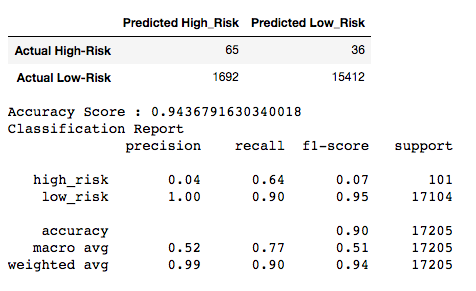 Predicted High_Risk Predicted Low_Risk
Actual High-Risk 65 36
Actual Low-Risk 1692 15412
Accuracy Score : 0.9436791630340018
Classification Report
precision recall f1-score support
high_risk 0.04 0.64 0.07 101
low_risk 1.00 0.90 0.95 17104
accuracy 0.90 17205
macro avg 0.52 0.77 0.51 17205
weighted avg 0.99 0.90 0.94 17205